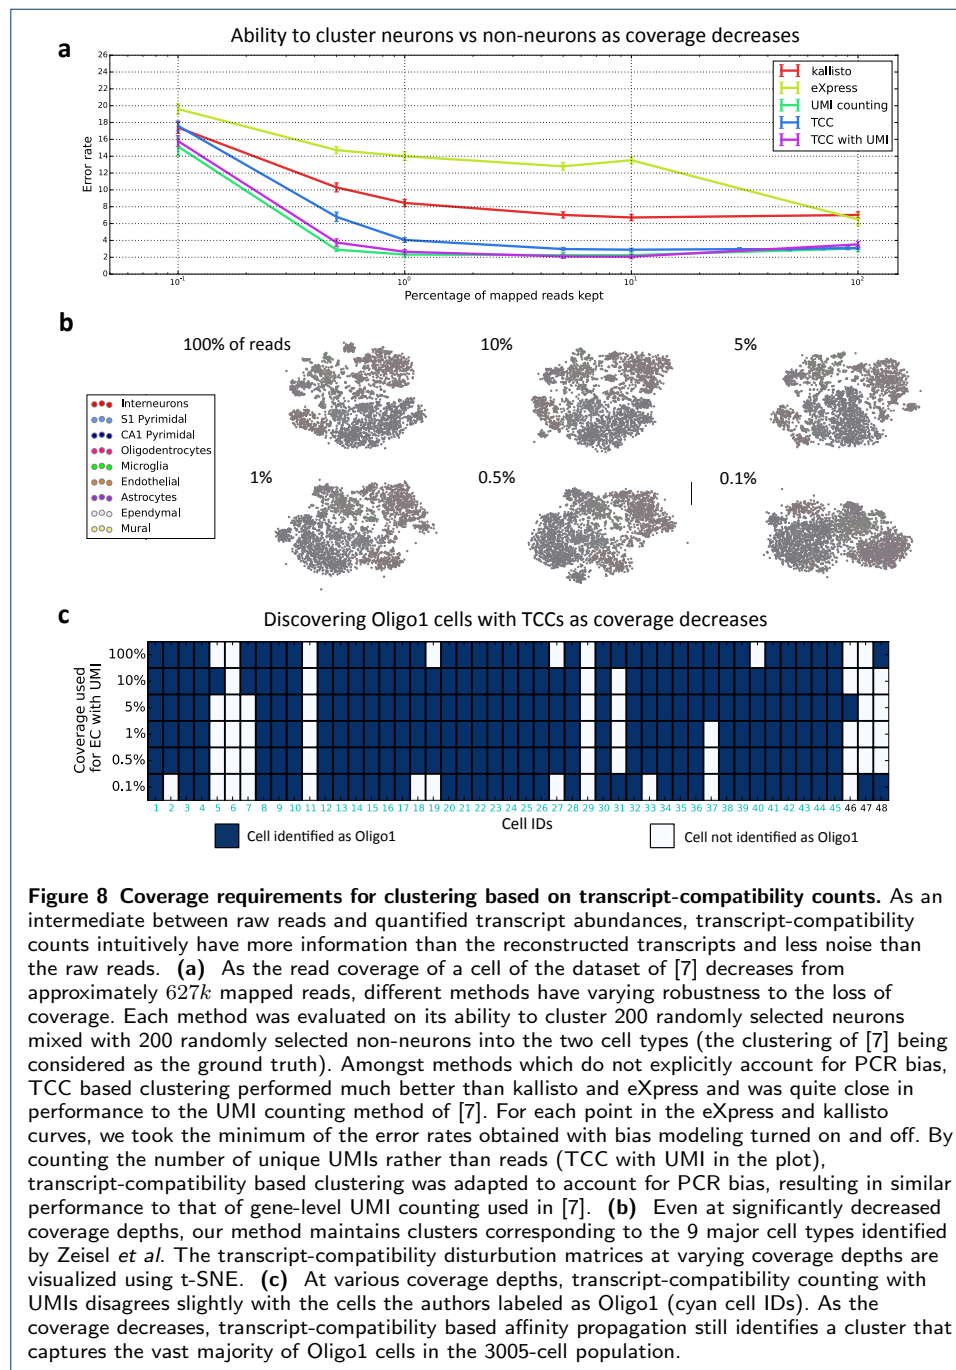 a
Ability to cluster neurons vs non-neurons as coverage decreases
26
24
22
20
18
16
14
12
10
8
6
4
2
0
Error rate
kallisto
eXpress
UMI counting
TCC
TCC with UMI
10⁻¹ 10⁰ 10¹ 10²
Percentage of mapped reads kept
b
100% of reads 10% 5%
1% 0.5% 0.1%
Interneurons
S1 Pyrimidal
CA1 Pyrimidal
Oligodentrocytes
Microglia
Endothelial
Astrocytes
Ependymal
Mural
c
Discovering Oligo1 cells with TCCs as coverage decreases
Coverage used
for EC with UMI
100%
10%
5%
1%
0.5%
0.1%
1 2 3 4 5 6 7 8 9 10 11 12 13 14 15 16 17 18 19 20 21 22 23 24 25 26 27 28 29 30 31 32 33 34 35 36 37 38 39 40 41 42 43 44 45 46 47 48
Cell IDs
Cell identified as Oligo1
Cell not identified as Oligo1
Figure 8 Coverage requirements for clustering based on transcript-compatibility counts. As an
intermediate between raw reads and quantified transcript abundances, transcript-compatibility
counts intuitively have more information than the reconstructed transcripts and less noise than
the raw reads. (a) As the read coverage of a cell of the dataset of [7] decreases from
approximately 627k mapped reads, different methods have varying robustness to the loss of
coverage. Each method was evaluated on its ability to cluster 200 randomly selected neurons
mixed with 200 randomly selected non-neurons into the two cell types (the clustering of [7] being
considered as the ground truth). Amongst methods which do not explicitly account for PCR bias,
TCC based clustering performed much better than kallisto and eXpress and was quite close in
performance to the UMI counting method of [7]. For each point in the eXpress and kallisto
curves, we took the minimum of the error rates obtained with bias modeling turned on and off. By
counting the number of unique UMIs rather than reads (TCC with UMI in the plot),
transcript-compatibility based clustering was adapted to account for PCR bias, resulting in similar
performance to that of gene-level UMI counting used in [7]. (b) Even at significantly decreased
coverage depths, our method maintains clusters corresponding to the 9 major cell types identified
by Zeisel et al. The transcript-compatibility disturbution matrices at varying coverage depths are
visualized using t-SNE. (c) At various coverage depths, transcript-compatibility counting with
UMIs disagrees slightly with the cells the authors labeled as Oligo1 (cyan cell IDs). As the
coverage decreases, transcript-compatibility based affinity propagation still identifies a cluster that
captures the vast majority of Oligo1 cells in the 3005-cell population.